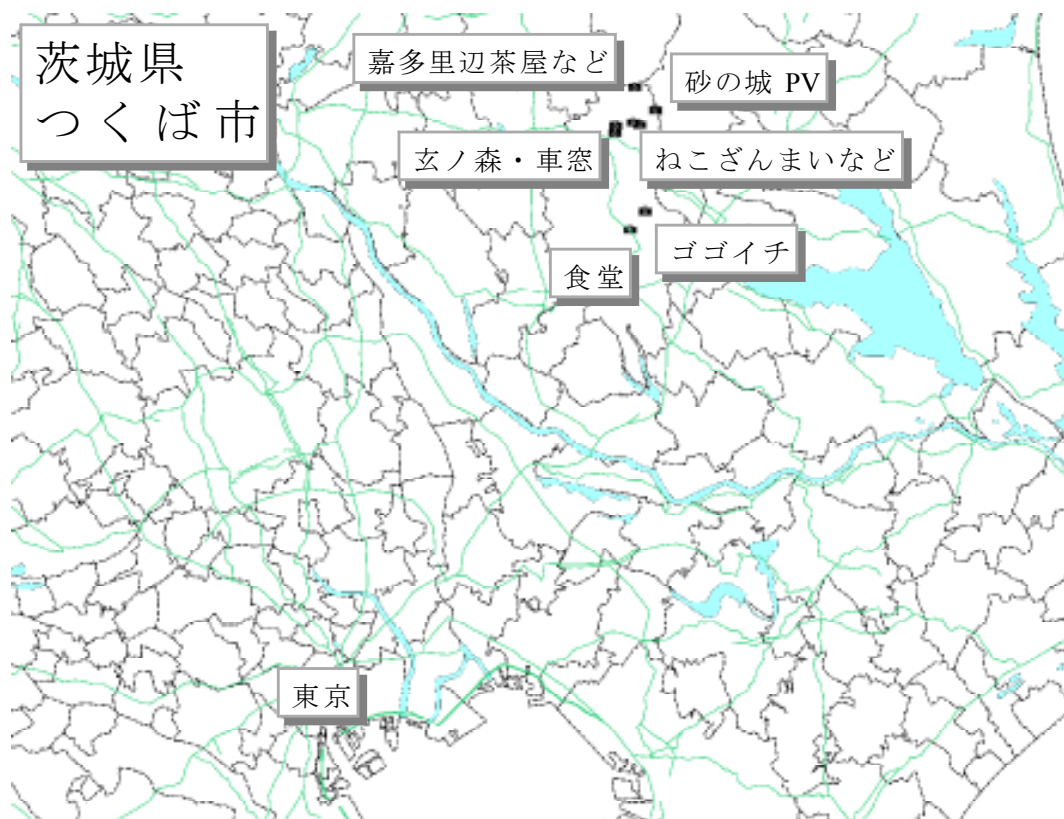 茨城県
つくば市
嘉多里辺茶屋など
砂の城 PV
玄ノ森・車窓
ねこざんまいなど
ゴゴイチ
食堂
東京